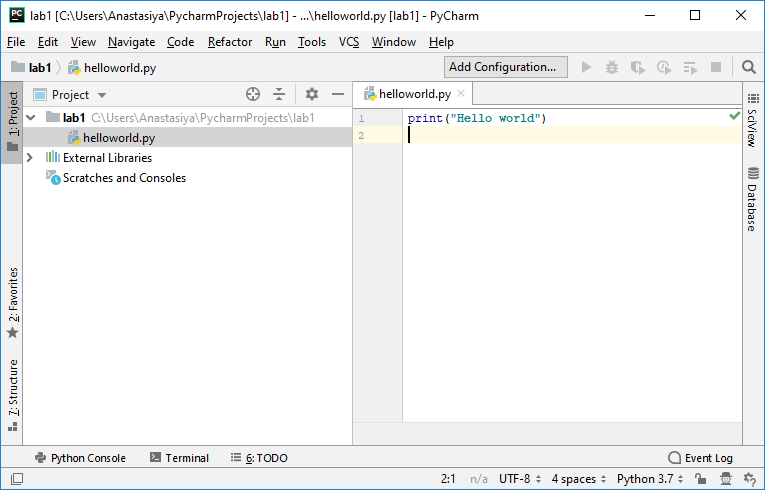 lab1 [C:\Users\Anastasiya\PycharmProjects\lab1] - ...\helloworld.py [lab1] - PyCharm
File Edit View Navigate Code Refactor Run Tools VCS Window Help
lab1 helloworld.py Add Configuration...
1: Project
Project
helloworld.py
lab1 C:\Users\Anastasiya\PycharmProjects\lab1
helloworld.py
External Libraries
Scratches and Consoles
1 print("Hello world")
2
SciView
Database
2: Favorites
7: Structure
Python Console Terminal 6: TODO Event Log
2:1 n/a UTF-8 4 spaces Python 3.7